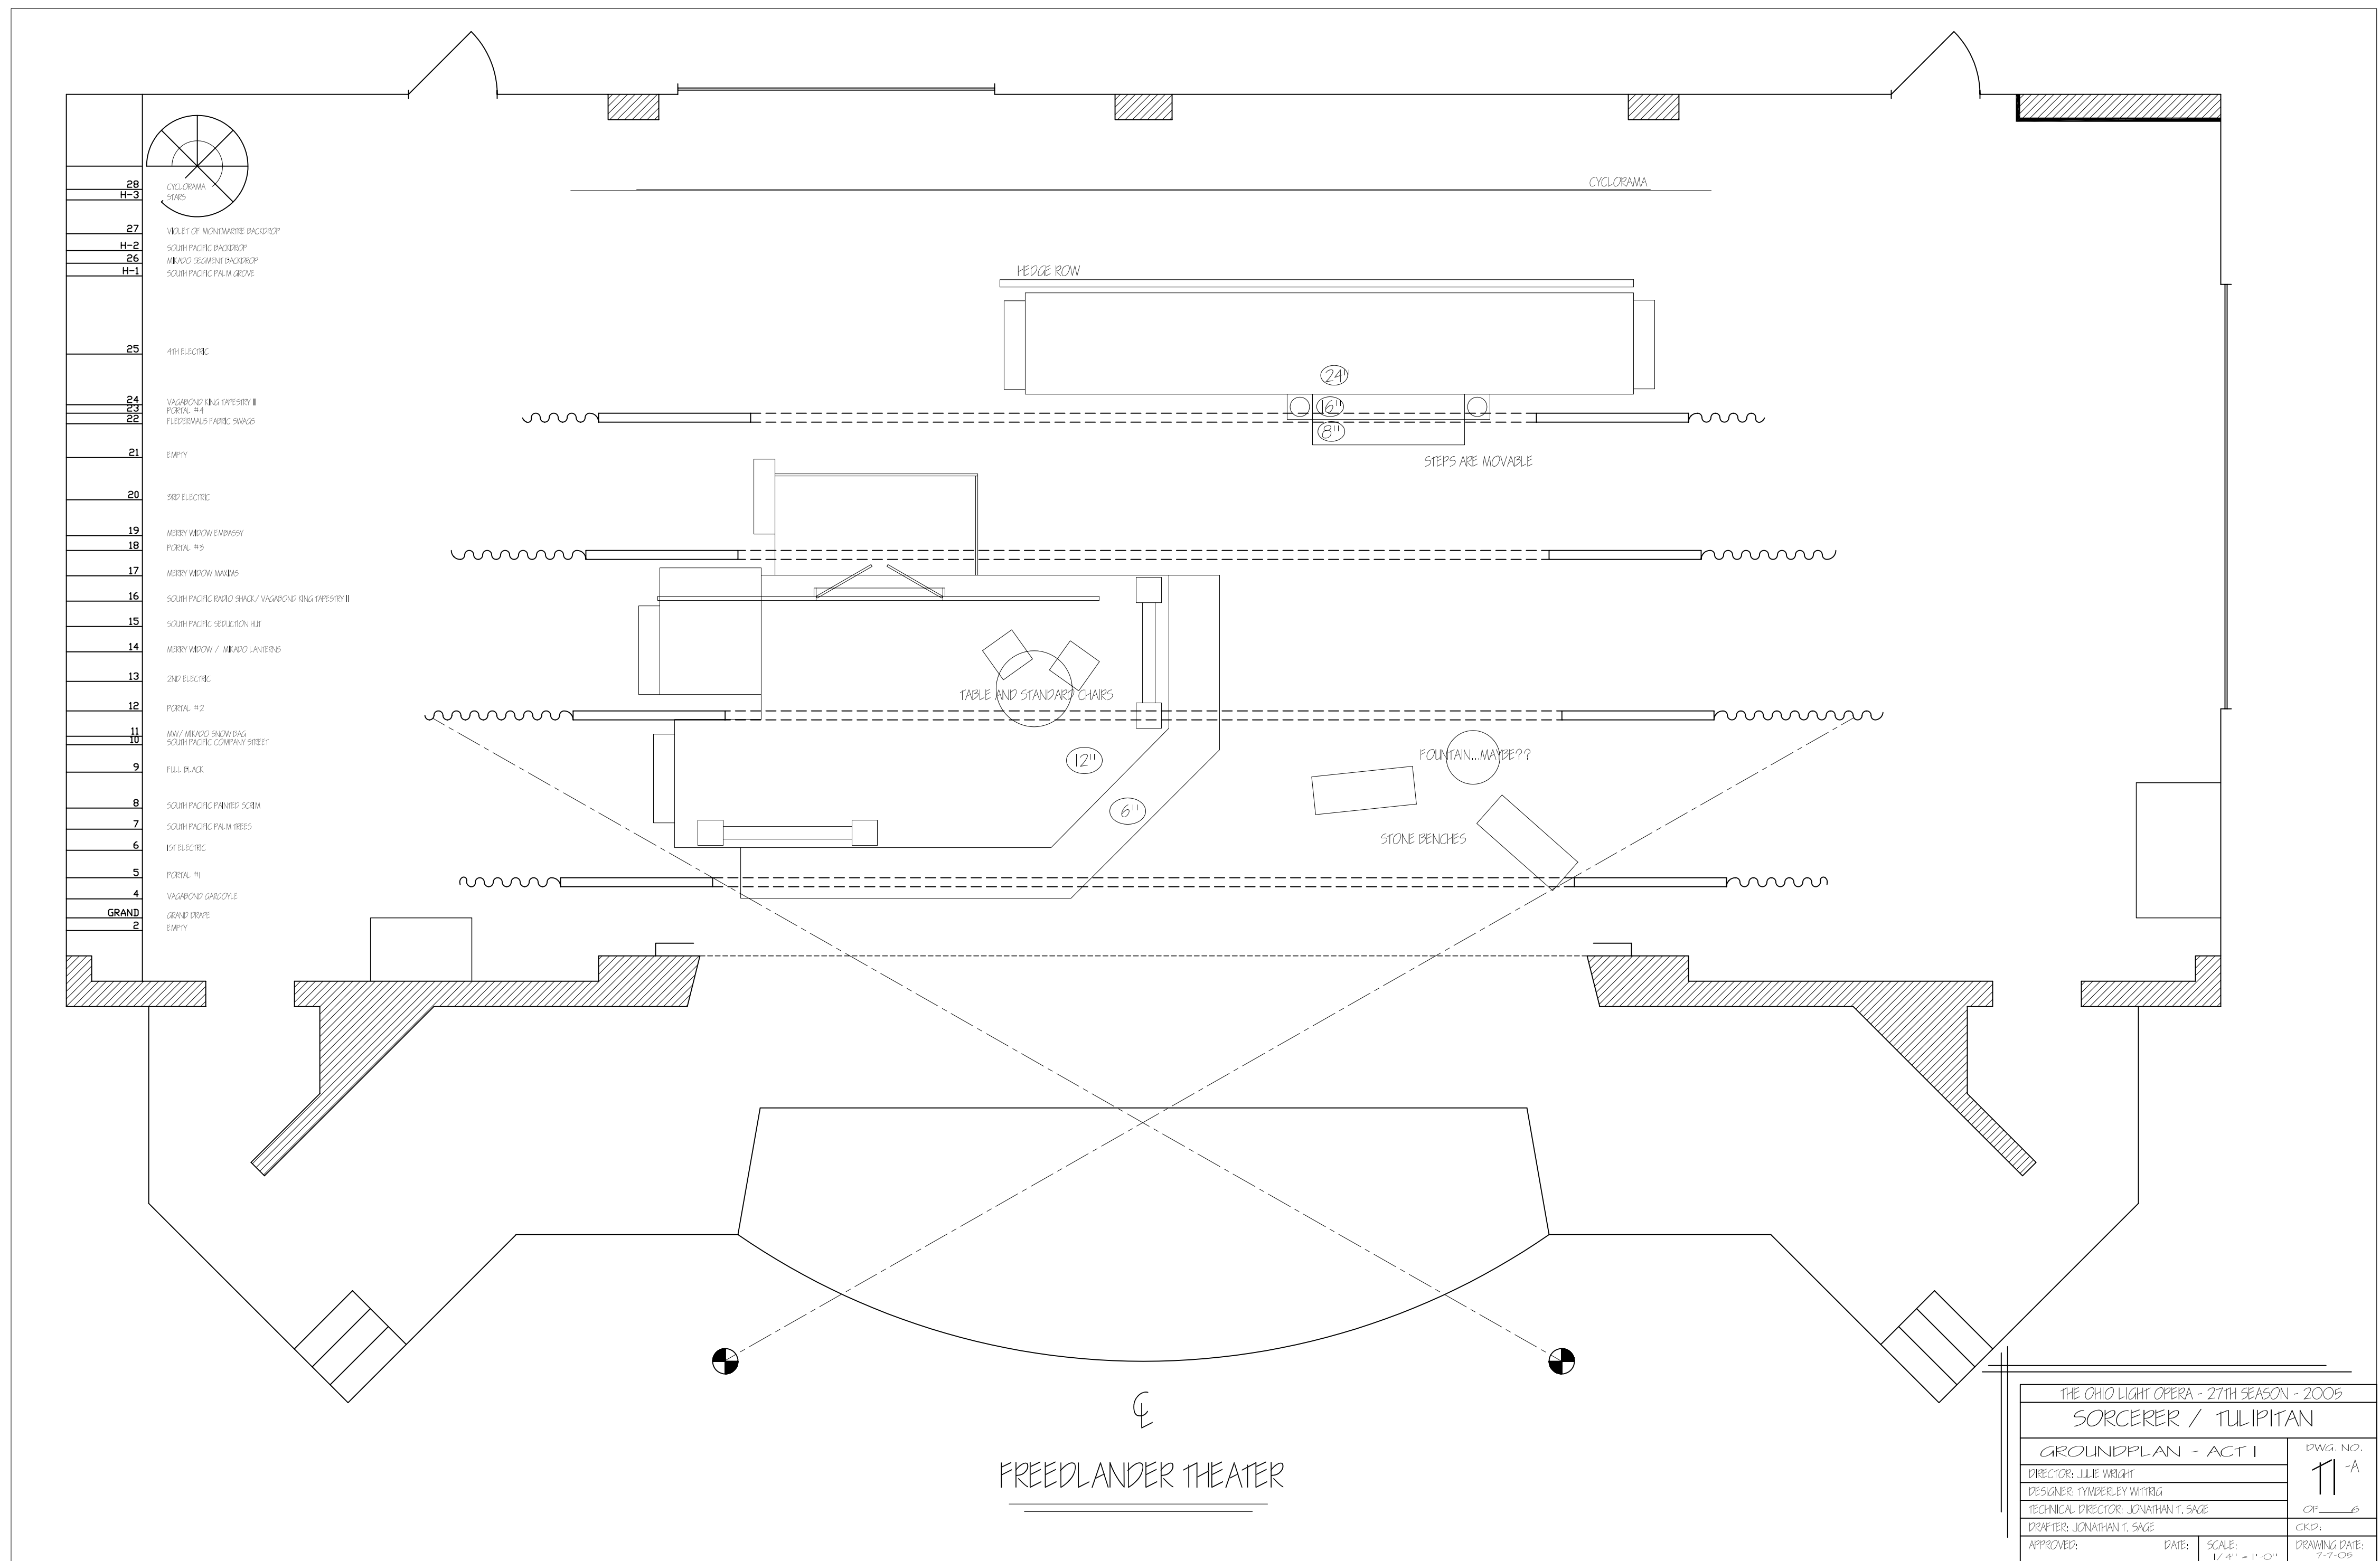 28 CYCLORAMA
H-3 STARS
27 VIOLET OF MONTMARTRE BACKDROP
H-2 SOUTH PACIFIC BACKDROP
26 MIKADO SEGMENT BACKDROP
H-1 SOUTH PACIFIC PALM GROVE
25 4TH ELECTRIC
24 VAGABOND KING TAPESTRY III
23 PORTAL #4
22 FLEDERMAUS FABRIC SWAGS
21 EMPTY
20 3RD ELECTRIC
19 MERRY WIDOW EMBASSY
18 PORTAL #3
17 MERRY WIDOW MAXIMS
16 SOUTH PACIFIC RADIO SHACK/ VAGABOND KING TAPESTRY II
15 SOUTH PACIFIC SEDUCTION HUT
14 MERRY WIDOW / MIKADO LANTERNS
13 2ND ELECTRIC
12 PORTAL #2
11 MW/ MIKADO SNOW BAG
10 SOUTH PACIFIC COMPANY STREET
9 FULL BLACK
8 SOUTH PACIFIC PAINTED SCRIM
7 SOUTH PACIFIC PALM TREES
6 1ST ELECTRIC
5 PORTAL #1
4 VAGABOND GARGOYLE
GRAND GRAND DRAPE
2 EMPTY
CYCLORAMA
HEDGE ROW
24"
16"
8"
STEPS ARE MOVABLE
TABLE AND STANDARD CHAIRS
12"
6"
FOUNTAIN...MAYBE??
STONE BENCHES
CL
FREEDLANDER THEATER
THE OHIO LIGHT OPERA - 27TH SEASON - 2005
SORCERER / TULIPITAN
GROUNDPLAN - ACT I
DWG. NO.
T1 -A
OF 6
DIRECTOR: JULIE WRIGHT
DESIGNER: TYMBERLEY WITTRIG
TECHNICAL DIRECTOR: JONATHAN T. SAGE
DRAFTER: JONATHAN T. SAGE
CKD:
APPROVED: DATE:
SCALE:
1/4" = 1'-0"
DRAWING DATE:
7-7-05